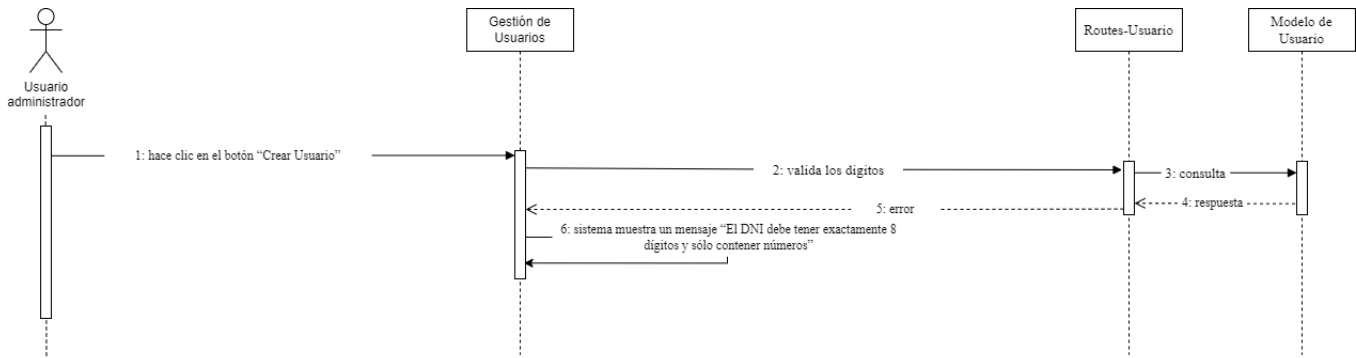 Gestión de
Usuarios
Routes-Usuario
Modelo de
Usuario
Usuario
administrador
1: hace clic en el botón “Crear Usuario”
2: valida los digitos
3: consulta
4: respuesta
5: error
6: sistema muestra un mensaje “El DNI debe tener exactamente 8
dígitos y sólo contener números”